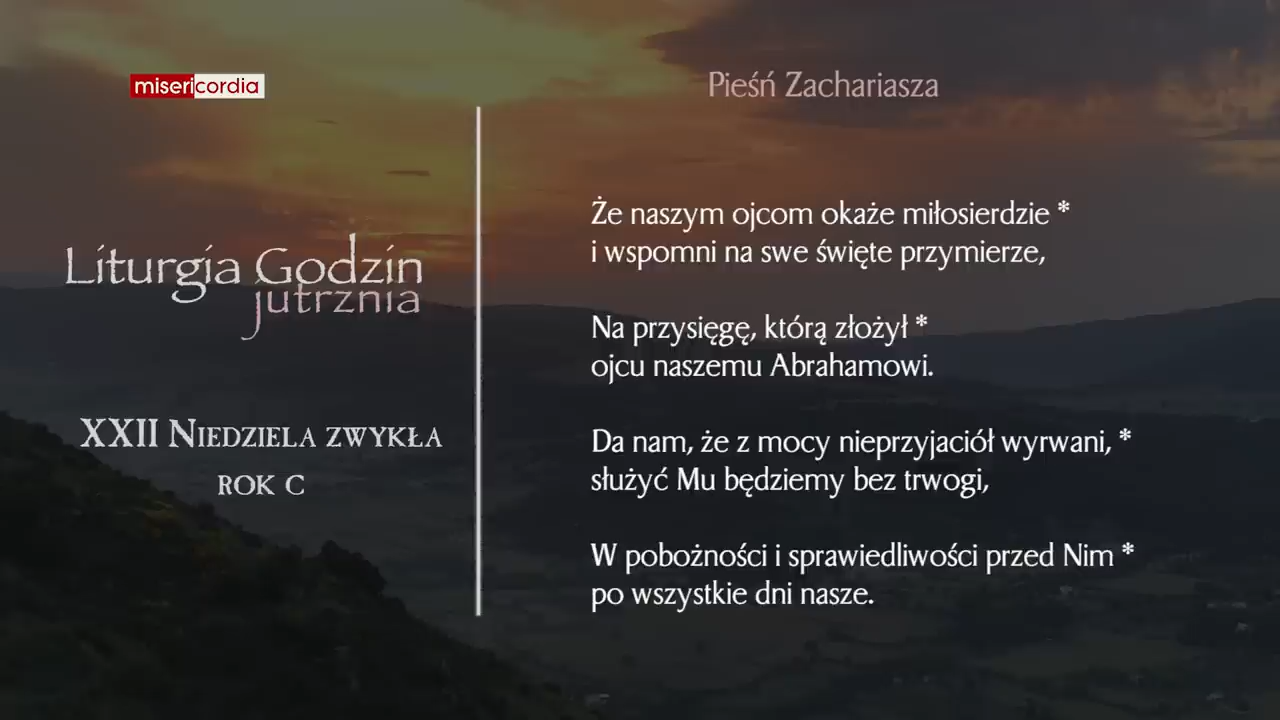 misericordia
Liturgia Godzin
jutrznia
XXII Niedziela zwykła
rok C
Pieśń Zachariasza
Że naszym ojcom okaże miłosierdzie *
i wspomni na swe święte przymierze,
Na przysięgę, którą złożył *
ojcu naszemu Abrahamowi.
Da nam, że z mocy nieprzyjaciół wyrwani, *
służyć Mu będziemy bez trwogi,
W pobożności i sprawiedliwości przed Nim *
po wszystkie dni nasze.